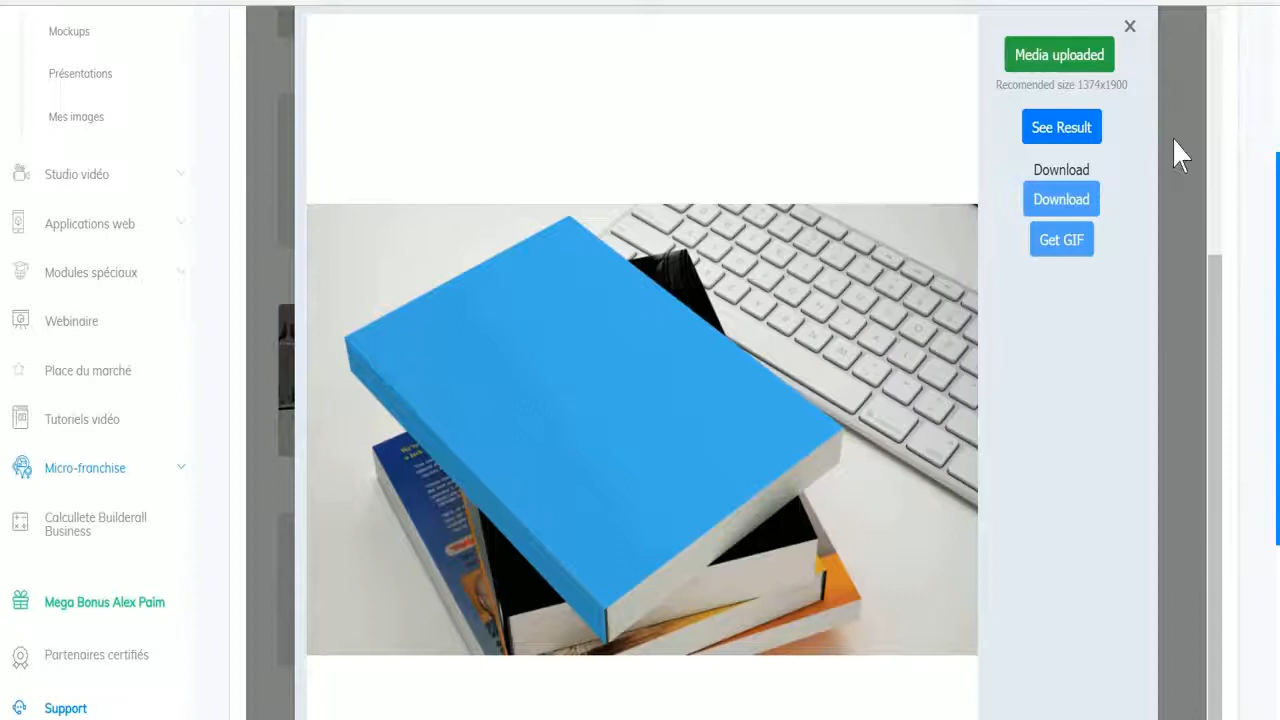 Mockups
Présentations
Mes images
Studio vidéo
Applications web
Modules spéciaux
Webinaire
Place du marché
Tutoriels vidéo
Micro-franchise
Calcullete Builderall
Business
Mega Bonus Alex Paim
Partenaires certifiés
Support
X
Media uploaded
Recomended size 1374x1900
See Result
Download
Download
Get GIF